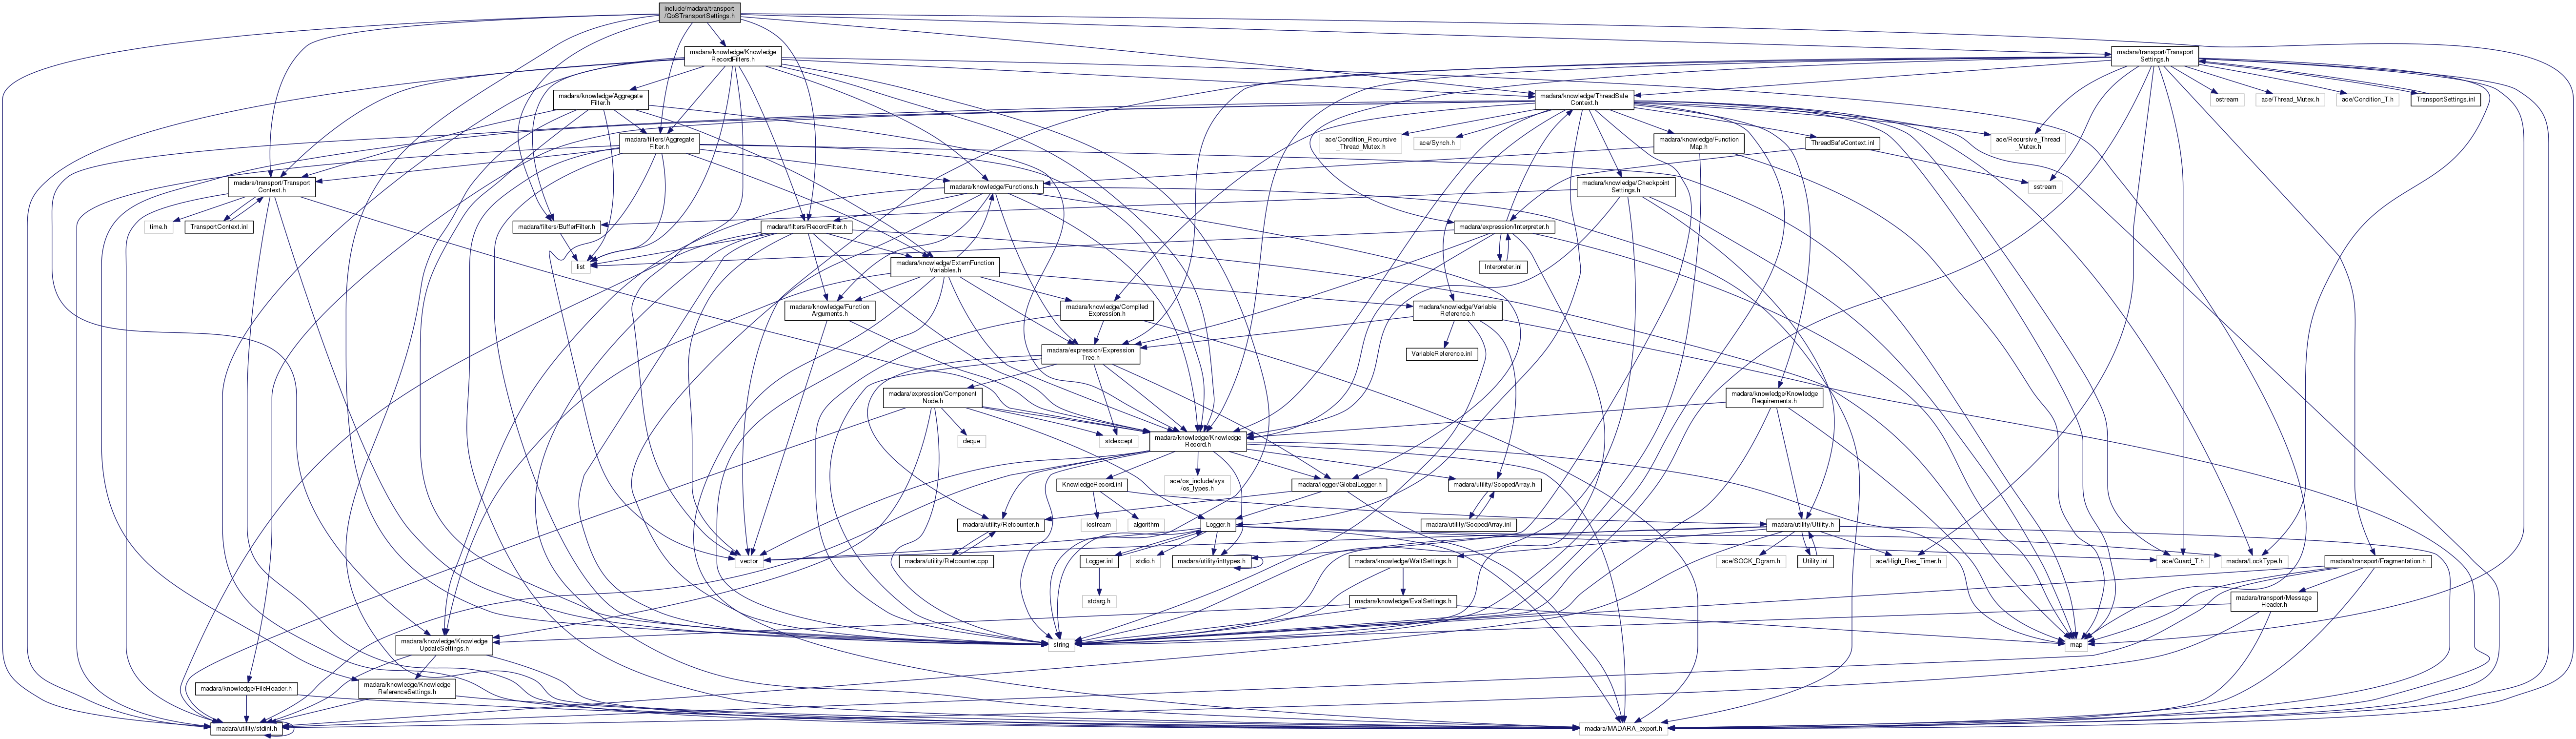 include/madara/transport
/QoSTransportSettings.h
madara/knowledge/Knowledge
RecordFilters.h
madara/transport/Transport
Settings.h
madara/knowledge/Aggregate
Filter.h
madara/knowledge/ThreadSafe
Context.h
ostream
ace/Thread_Mutex.h
ace/Condition_T.h
TransportSettings.inl
madara/filters/Aggregate
Filter.h
ace/Condition_Recursive
_Thread_Mutex.h
ace/Synch.h
madara/knowledge/Function
Map.h
ThreadSafeContext.inl
ace/Recursive_Thread
_Mutex.h
madara/transport/Transport
Context.h
madara/knowledge/Functions.h
madara/knowledge/Checkpoint
Settings.h
sstream
time.h
TransportContext.inl
madara/filters/BufferFilter.h
madara/filters/RecordFilter.h
madara/expression/Interpreter.h
list
madara/knowledge/ExternFunction
Variables.h
Interpreter.inl
madara/knowledge/Function
Arguments.h
madara/knowledge/Compiled
Expression.h
madara/knowledge/Variable
Reference.h
madara/expression/Expression
Tree.h
VariableReference.inl
madara/expression/Component
Node.h
madara/knowledge/Knowledge
Requirements.h
deque
stdexcept
madara/knowledge/Knowledge
Record.h
KnowledgeRecord.inl
ace/os_include/sys
/os_types.h
madara/logger/GlobalLogger.h
madara/utility/ScopedArray.h
madara/utility/Refcounter.h
iostream
algorithm
Logger.h
madara/utility/ScopedArray.inl
madara/utility/Utility.h
vector
madara/utility/Refcounter.cpp
Logger.inl
stdio.h
madara/utility/inttypes.h
madara/knowledge/WaitSettings.h
ace/SOCK_Dgram.h
Utility.inl
ace/High_Res_Timer.h
ace/Guard_T.h
madara/LockType.h
madara/transport/Fragmentation.h
stdarg.h
madara/knowledge/EvalSettings.h
madara/transport/Message
Header.h
madara/knowledge/Knowledge
UpdateSettings.h
string
map
madara/knowledge/FileHeader.h
madara/knowledge/Knowledge
ReferenceSettings.h
madara/utility/stdint.h
madara/MADARA_export.h